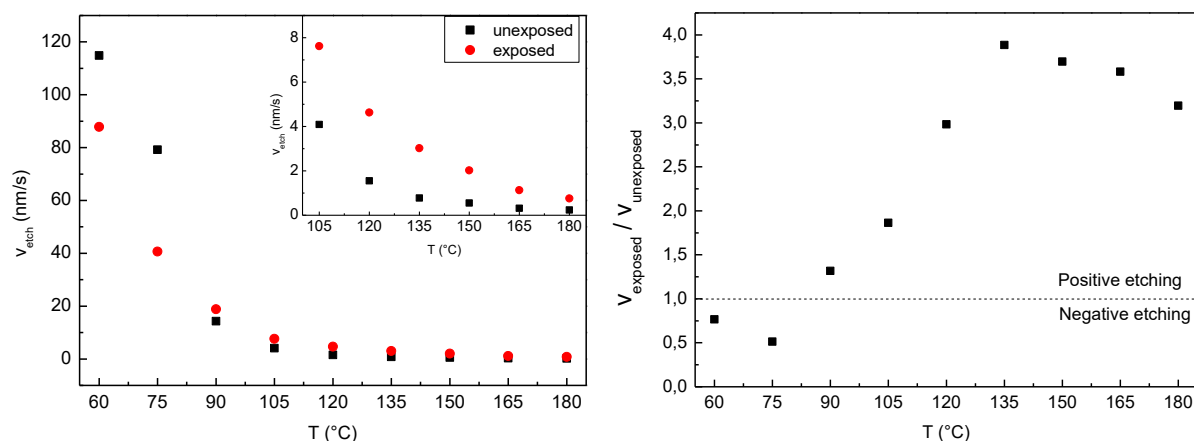 120
100
80
60
40
20
0
v_etch (nm/s)
60 75 90 105 120 135 150 165 180
T (°C)
8
6
4
2
0
v_etch (nm/s)
105 120 135 150 165 180
T (°C)
unexposed
exposed
4,0
3,5
3,0
2,5
2,0
1,5
1,0
0,5
0,0
v_exposed / v_unexposed
Positive etching
Negative etching
60 75 90 105 120 135 150 165 180
T (°C)